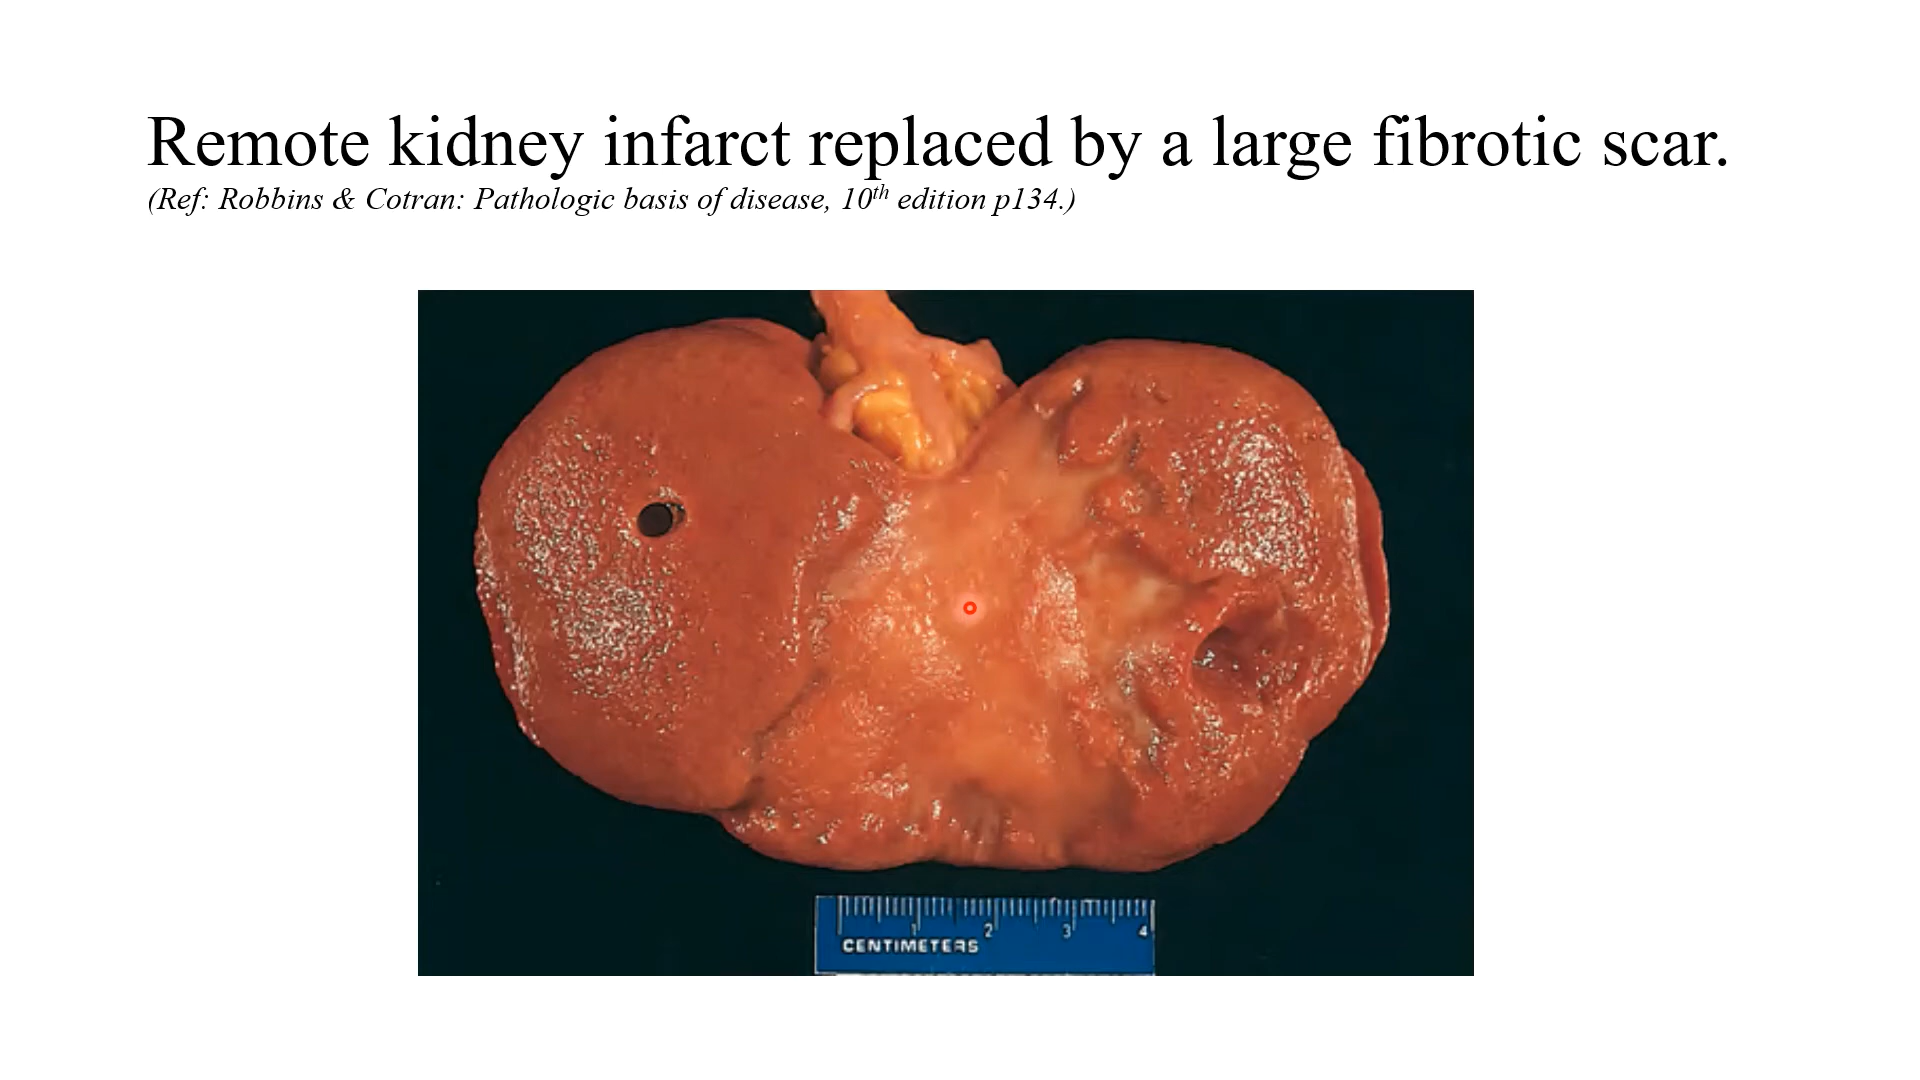 Remote kidney infarct replaced by a large fibrotic scar.
(Ref: Robbins & Cotran: Pathologic basis of disease, 10th edition p134.)
1 2 3 4
CENTIMETERS